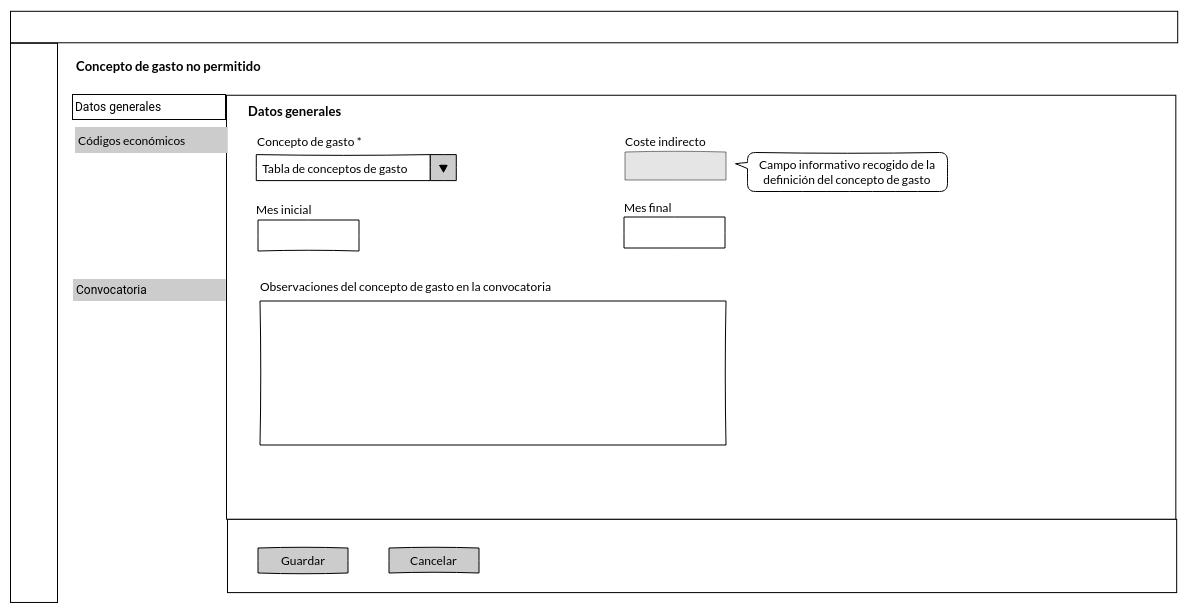 Concepto de gasto no permitido
Datos generales
Códigos económicos
Convocatoria
Datos generales
Concepto de gasto *
Tabla de conceptos de gasto
Coste indirecto
Campo informativo recogido de la
definición del concepto de gasto
Mes inicial
Mes final
Observaciones del concepto de gasto en la convocatoria
Guardar
Cancelar